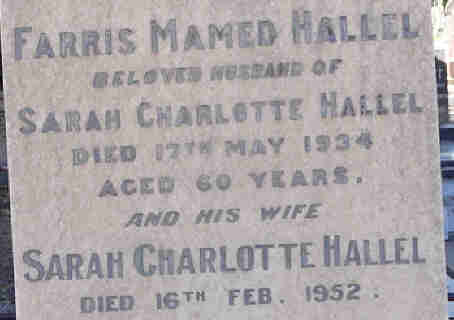 FARRIS MAMED HALLEL
BELOVED HUSBAND OF
SARAH CHARLOTTE HALLEL
DIED 17TH MAY 1934
AGED 60 YEARS.
AND HIS WIFE
SARAH CHARLOTTE HALLEL
DIED 16TH FEB. 1952.